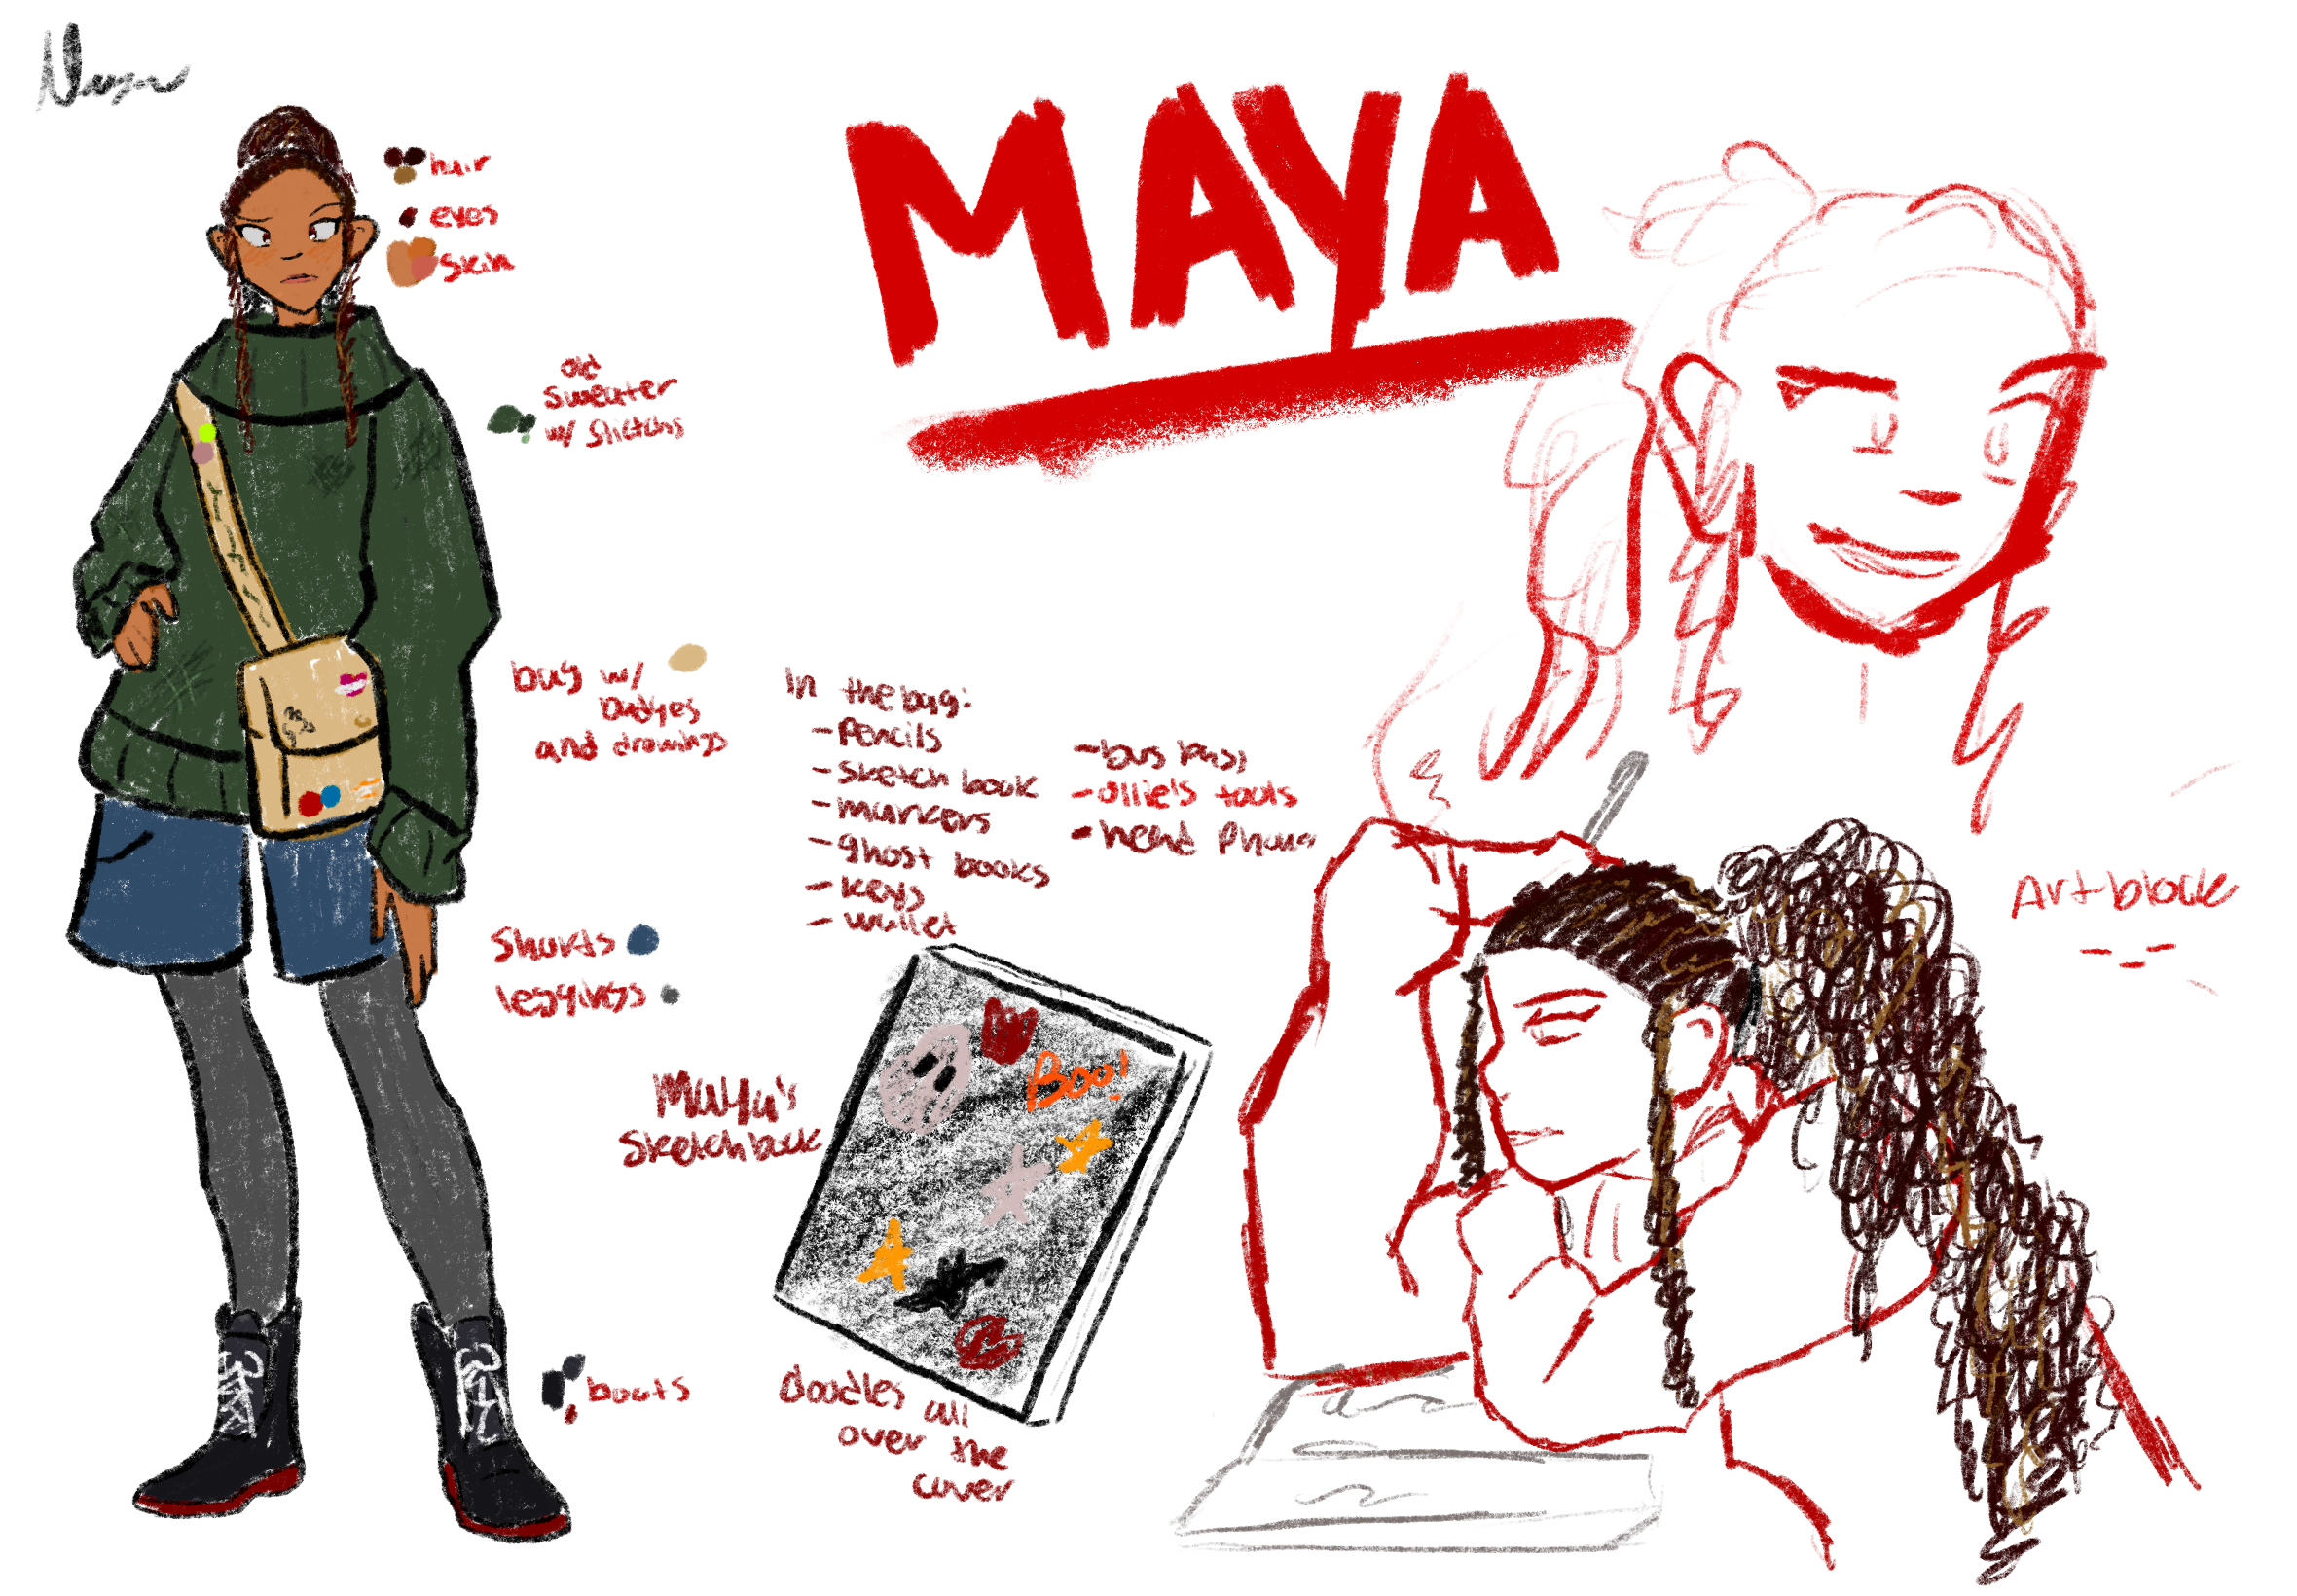 MAYA
hair
eyes
skin
old
sweater
w/ Stictchs
bag w/
badges
and drawings
In the bag:
- Pencils
- sketch book
- markers
- ghost books
- keys
- wallet
- bus pass
- ollie's tools
- head phones
Shorts
leggings
Maya's
Sketchbook
Boo!
doodles all
over the
cover
boots
Art block